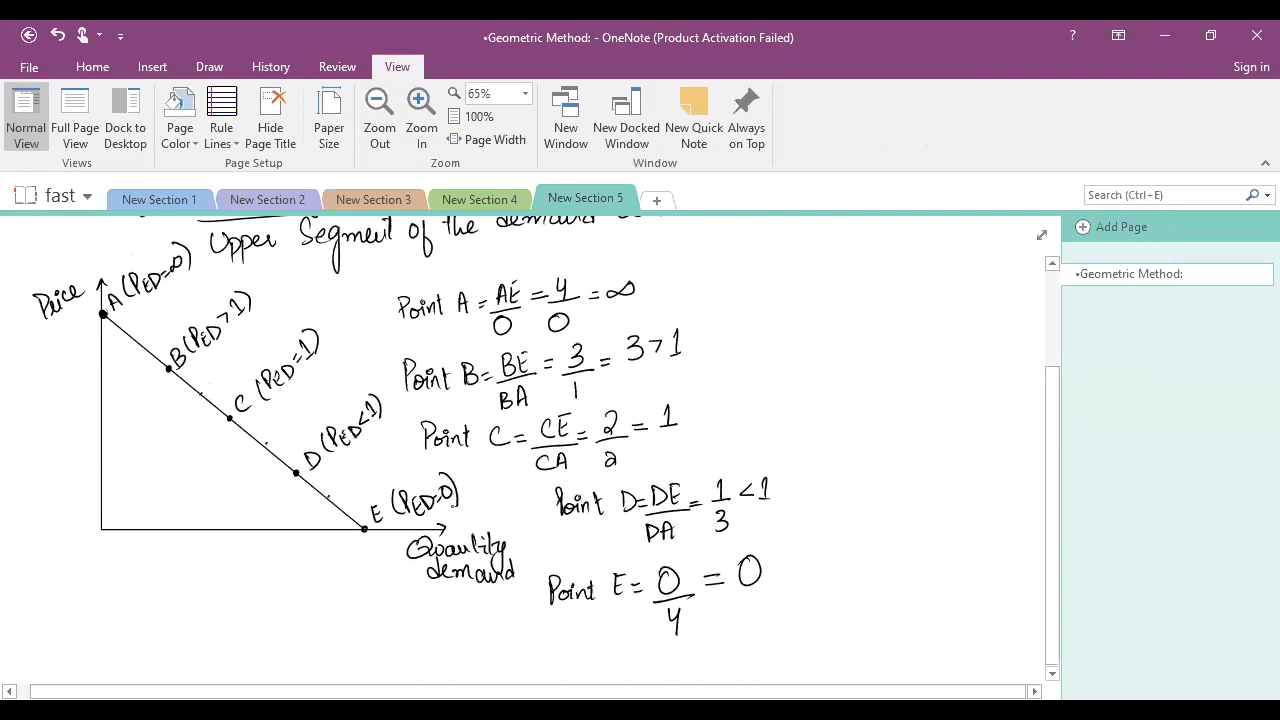 •Geometric Method: - OneNote (Product Activation Failed)
File Home Insert Draw History Review View Sign in
Normal View Full Page View Dock to Desktop Page Color Rule Lines Hide Page Title Paper Size Zoom Out Zoom In 65% 100% Page Width New Window New Docked Window New Quick Note Always on Top
Views Page Setup Zoom Window
fast New Section 1 New Section 2 New Section 3 New Section 4 New Section 5 Search (Ctrl+E)
Add Page
•Geometric Method:
Upper Segment of the demand
Price
A (PED=∞)
B (PED>1)
C (PED=1)
D (PED<1)
E (PED=0)
Quantity
demand
Point A = AE/0 = 4/0 = ∞
Point B = BE/BA = 3/1 = 3>1
Point C = CE/CA = 2/2 = 1
Point D = DE/DA = 1/3 <1
Point E = 0/4 = 0